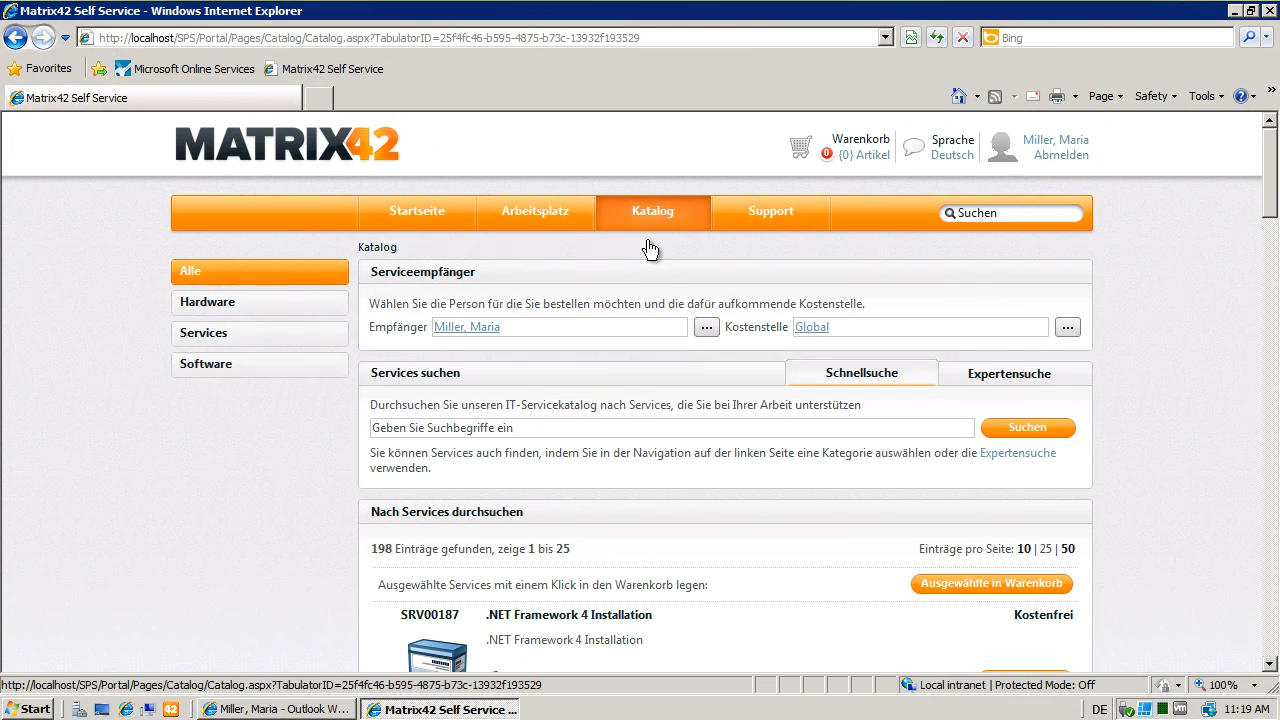 Matrix42 Self Service - Windows Internet Explorer
http://localhost/SPS/Portal/Pages/Catalog/Catalog.aspx?TabulatorID=25f4fc46-b595-4875-b73c-13932f193529
Bing
Favorites
Microsoft Online Services
Matrix42 Self Service
Matrix42 Self Service
Page
Safety
Tools
MATRIX42
Warenkorb
0 {0} Artikel
Sprache
Deutsch
Miller, Maria
Abmelden
Startseite
Arbeitsplatz
Katalog
Support
Suchen
Katalog
Alle
Hardware
Services
Software
Serviceempfänger
Wählen Sie die Person für die Sie bestellen möchten und die dafür aufkommende Kostenstelle.
Empfänger Miller, Maria ... Kostenstelle Global ...
Services suchen
Schnellsuche
Expertensuche
Durchsuchen Sie unseren IT-Servicekatalog nach Services, die Sie bei Ihrer Arbeit unterstützen
Geben Sie Suchbegriffe ein
Suchen
Sie können Services auch finden, indem Sie in der Navigation auf der linken Seite eine Kategorie auswählen oder die Expertensuche
verwenden.
Nach Services durchsuchen
198 Einträge gefunden, zeige 1 bis 25
Einträge pro Seite: 10 | 25 | 50
Ausgewählte Services mit einem Klick in den Warenkorb legen:
Ausgewählte in Warenkorb
SRV00187
.NET Framework 4 Installation
Kostenfrei
.NET Framework 4 Installation
http://localhost/SPS/Portal/Pages/Catalog/Catalog.aspx?TabulatorID=25f4fc46-b595-4875-b73c-13932f193529
Local intranet | Protected Mode: Off
100%
Start
42
Miller, Maria - Outlook W...
Matrix42 Self Service ...
DE
11:19 AM